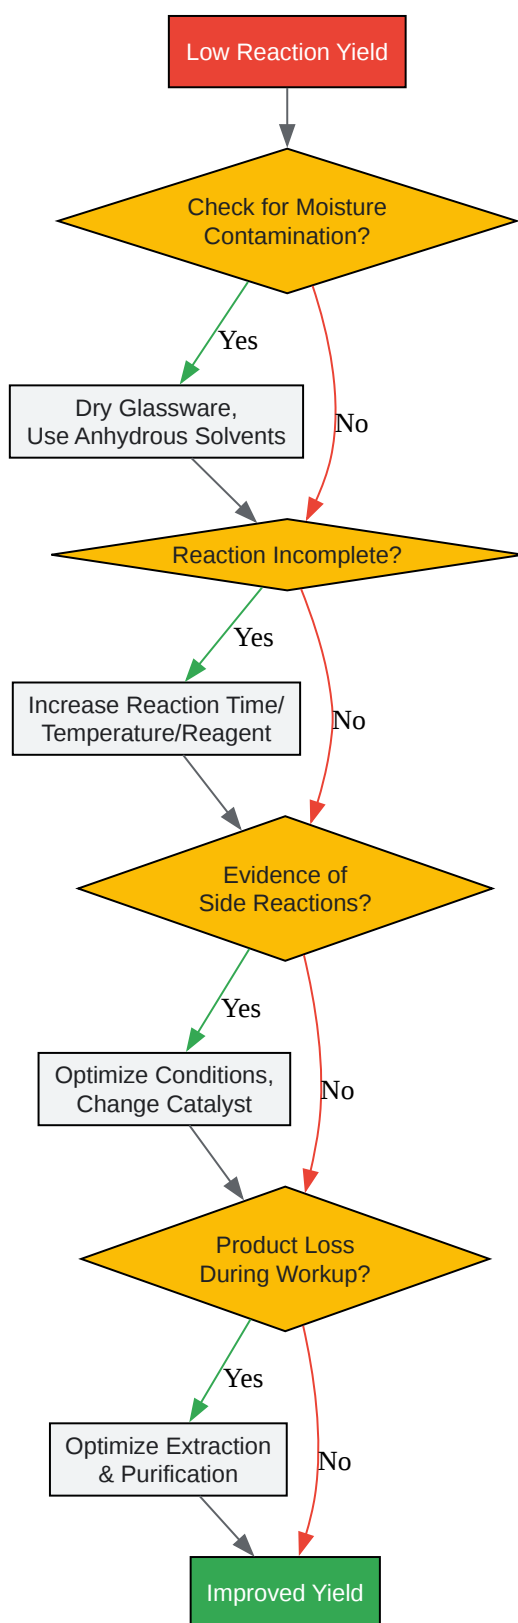 Low Reaction Yield
Check for Moisture
Contamination?
Yes
Dry Glassware,
Use Anhydrous Solvents
No
Reaction Incomplete?
Yes
Increase Reaction Time/
Temperature/Reagent
No
Evidence of
Side Reactions?
Yes
Optimize Conditions,
Change Catalyst
No
Product Loss
During Workup?
Yes
Optimize Extraction
& Purification
No
Improved Yield